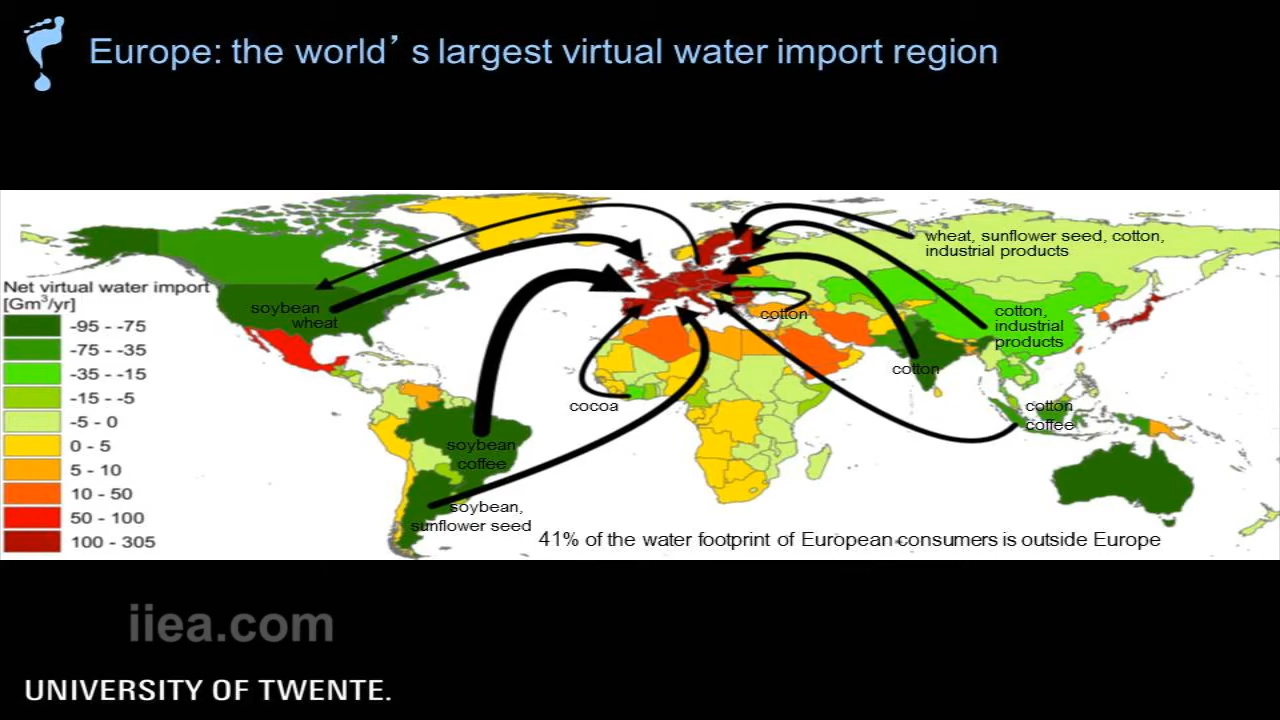 Europe: the world’s largest virtual water import region
wheat, sunflower seed, cotton,
industrial products
Net virtual water import
[Gm³/yr)
-95 - -75
-75 - -35
-35 - -15
-15 - -5
-5 - 0
0 - 5
5 - 10
10 - 50
50 - 100
100 - 305
soybean
wheat
cotton
cotton,
industrial
products
cotton
cocoa
cotton
coffee
soybean
coffee
soybean,
sunflower seed
41% of the water footprint of European consumers is outside Europe
iiea.com
UNIVERSITY OF TWENTE.